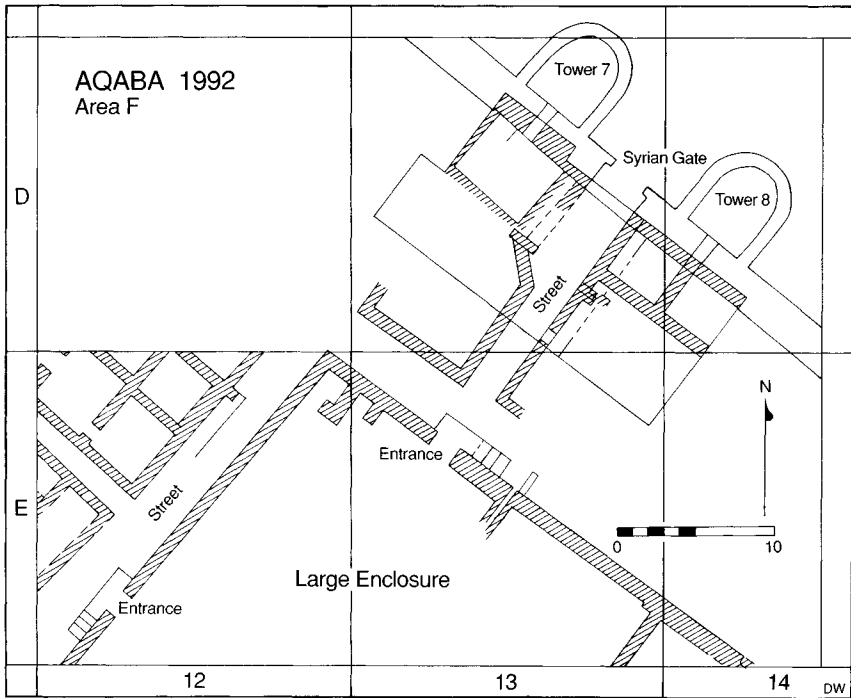 AQABA 1992
Area F
Tower 7
Syrian Gate
Tower 8
D
Street
N
Entrance
E
Street
0 10
Large Enclosure
Entrance
12 13 14
DW